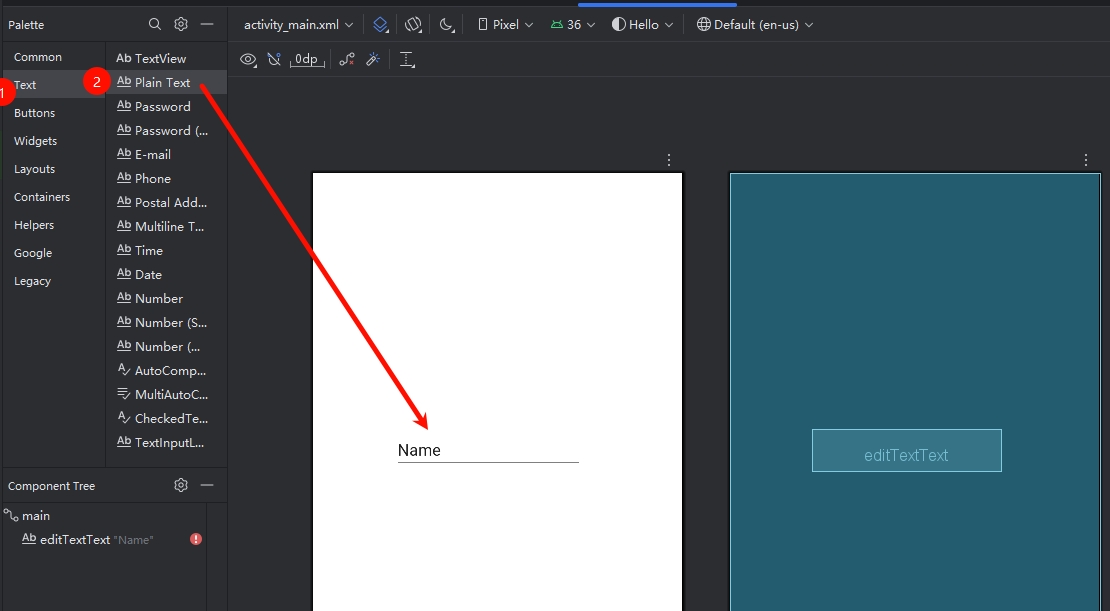 Palette
activity_main.xml
Pixel
36
Hello
Default (en-us)
0dp
Common
Text
Buttons
Widgets
Layouts
Containers
Helpers
Google
Legacy
1
2
Ab TextView
Ab Plain Text
Ab Password
Ab Password (...
Ab E-mail
Ab Phone
Ab Postal Add...
Ab Multiline T...
Ab Time
Ab Date
Ab Number
Ab Number (S...
Ab Number (...
AutoComp...
MultiAutoC...
CheckedTe...
Ab TextInputL...
Name
editTextText
Component Tree
main
Ab editTextText "Name"